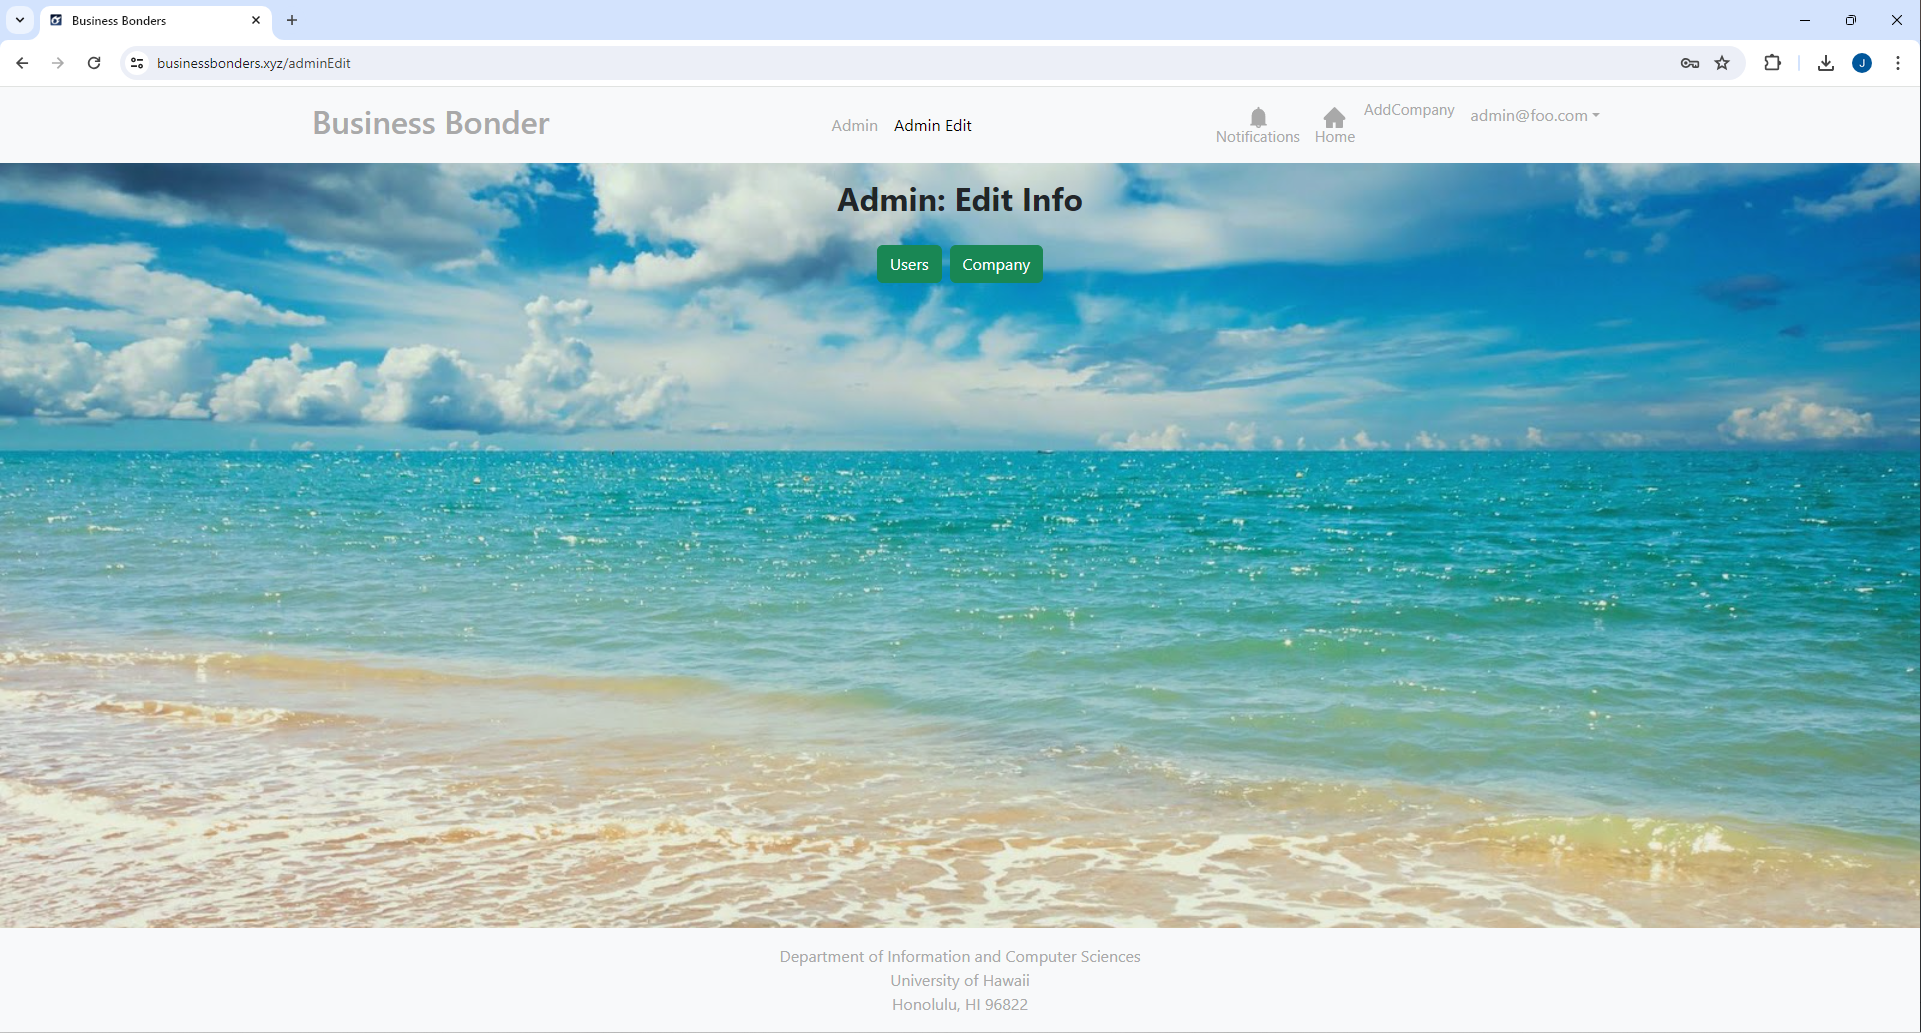 Business Bonders
businessbonders.xyz/adminEdit
J
Business Bonder
Admin
Admin Edit
Notifications
Home
AddCompany
admin@foo.com
Admin: Edit Info
Users
Company
Department of Information and Computer Sciences
University of Hawaii
Honolulu, HI 96822